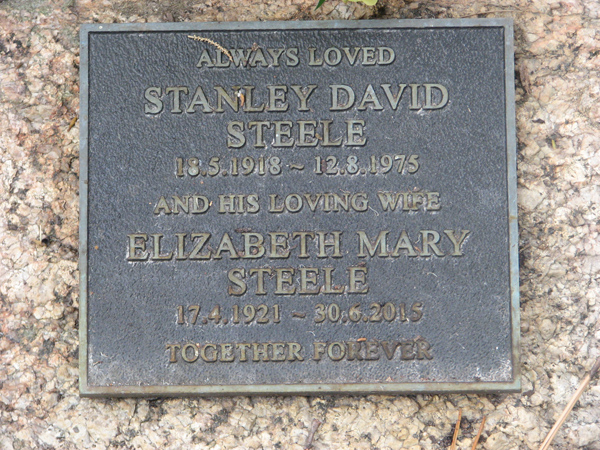 ALWAYS LOVED
STANLEY DAVID
STEELE
18.5.1918 ~ 12.8.1975
AND HIS LOVING WIFE
ELIZABETH MARY
STEELE
17.4.1921 ~ 30.6.2015
TOGETHER FOREVER